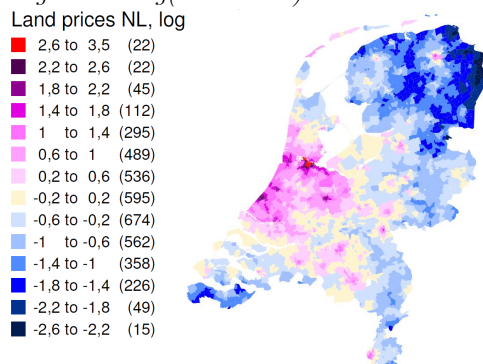 Land prices NL, log
2,6 to 3,5 (22)
2,2 to 2,6 (22)
1,8 to 2,2 (45)
1,4 to 1,8 (112)
1 to 1,4 (295)
0,6 to 1 (489)
0,2 to 0,6 (536)
-0,2 to 0,2 (595)
-0,6 to -0,2 (674)
-1 to -0,6 (562)
-1,4 to -1 (358)
-1,8 to -1,4 (226)
-2,2 to -1,8 (49)
-2,6 to -2,2 (15)